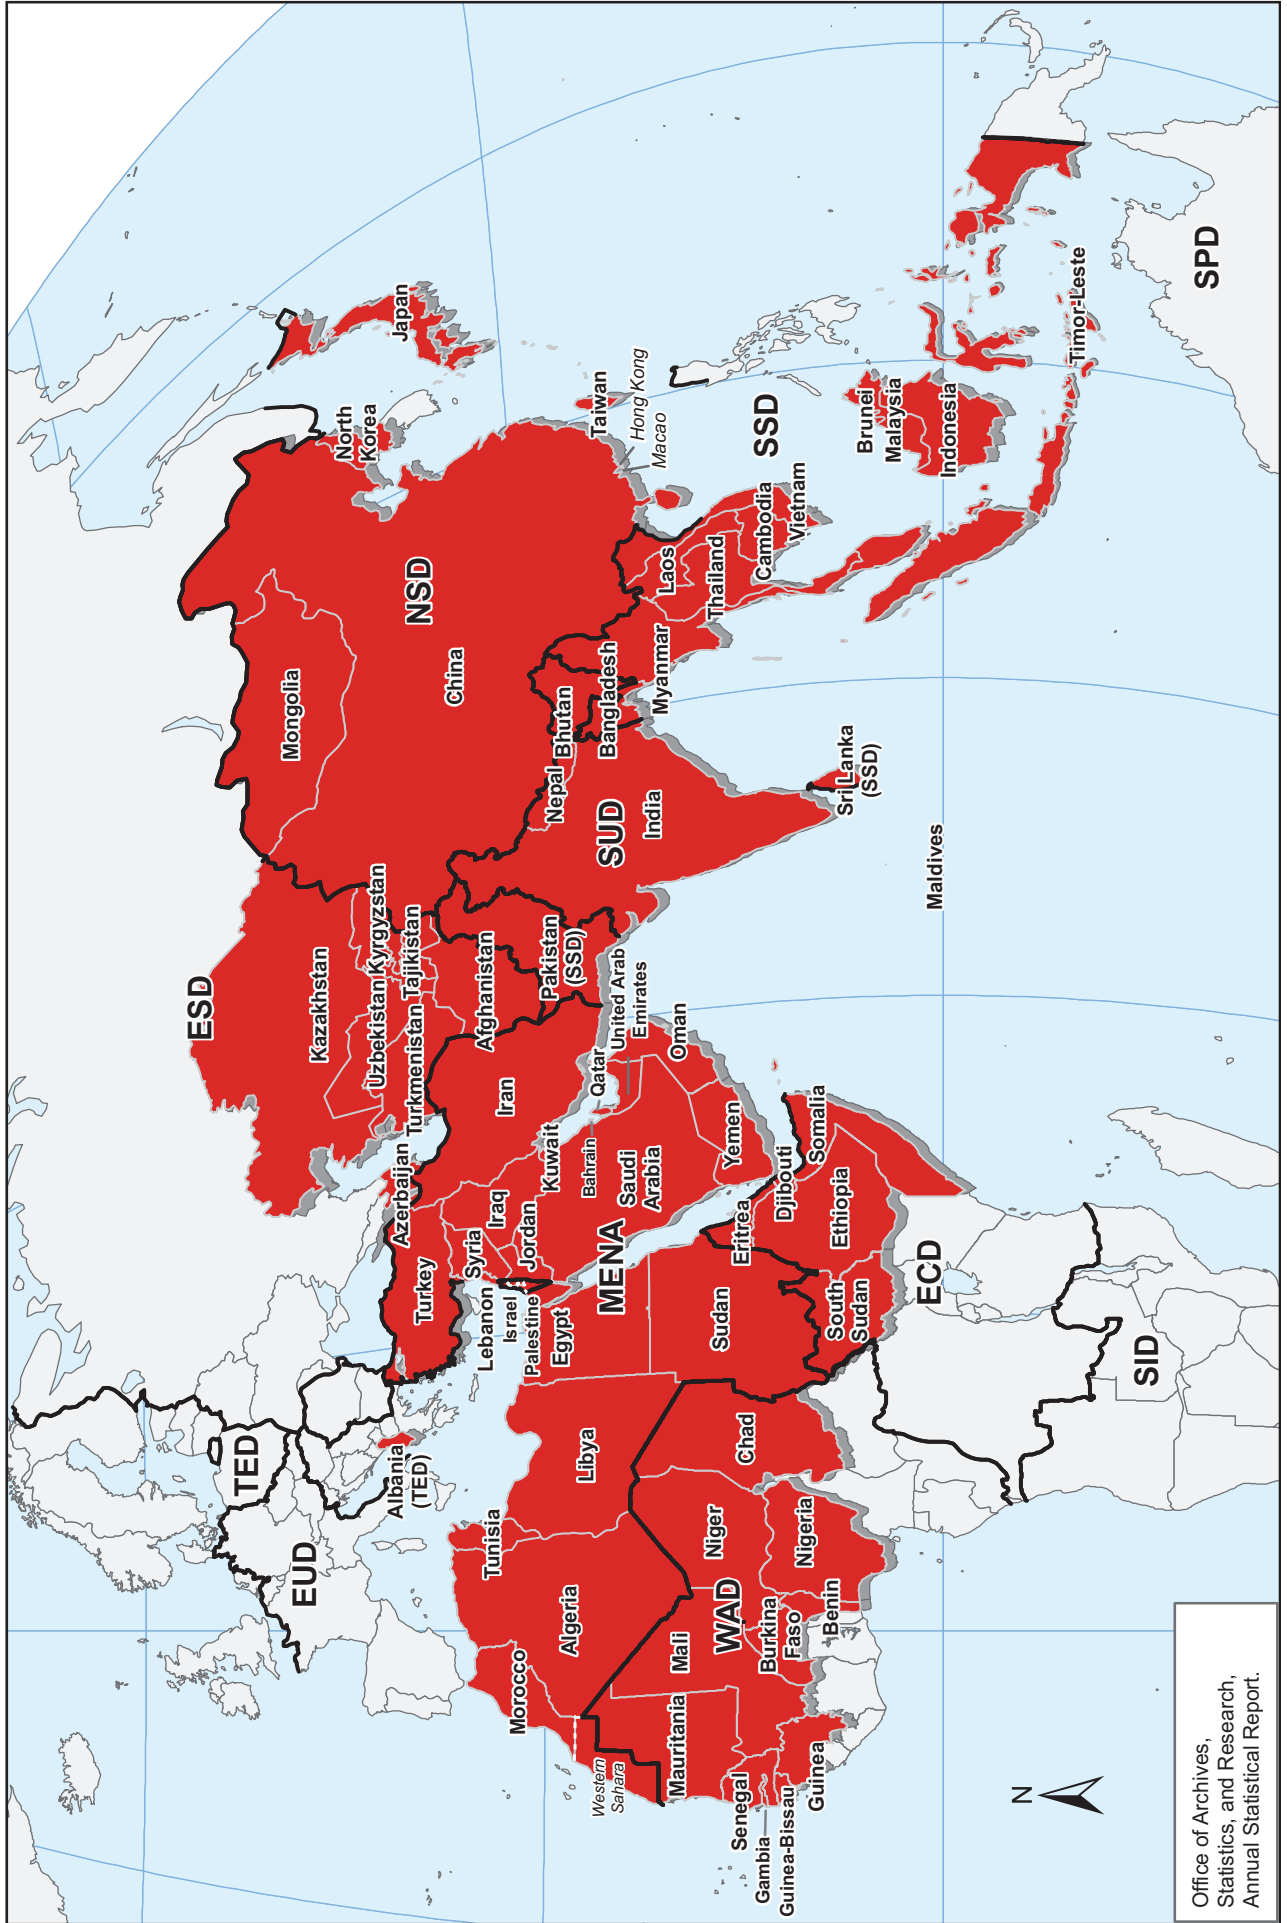 ESD
TED
EUD
Albania
(TED)
Kazakhstan
Uzbekistan
Kyrgyzstan
Turkmenistan
Tajikistan
Azerbaijan
Turkey
Mongolia
NSD
China
North
Korea
Japan
Taiwan
Hong Kong
Macao
Afghanistan
Pakistan
(SSD)
Iran
Iraq
Syria
Lebanon
Israel
Palestine
Jordan
Kuwait
Bahrain
Qatar
United Arab
Emirates
Saudi
Arabia
Oman
Yemen
MENA
Egypt
Libya
Tunisia
Algeria
Morocco
Western
Sahara
Mauritania
Mali
WAD
Niger
Chad
Sudan
Eritrea
Djibouti
Somalia
Ethiopia
South
Sudan
ECD
SID
Nigeria
Benin
Burkina
Faso
Senegal
Gambia
Guinea-Bissau
Guinea
Nepal
Bhutan
Bangladesh
SUD
India
Sri Lanka
(SSD)
Maldives
Myanmar
Laos
Thailand
Cambodia
Vietnam
SSD
Brunei
Malaysia
Indonesia
Timor-Leste
SPD
N
Office of Archives,
Statistics, and Research,
Annual Statistical Report.